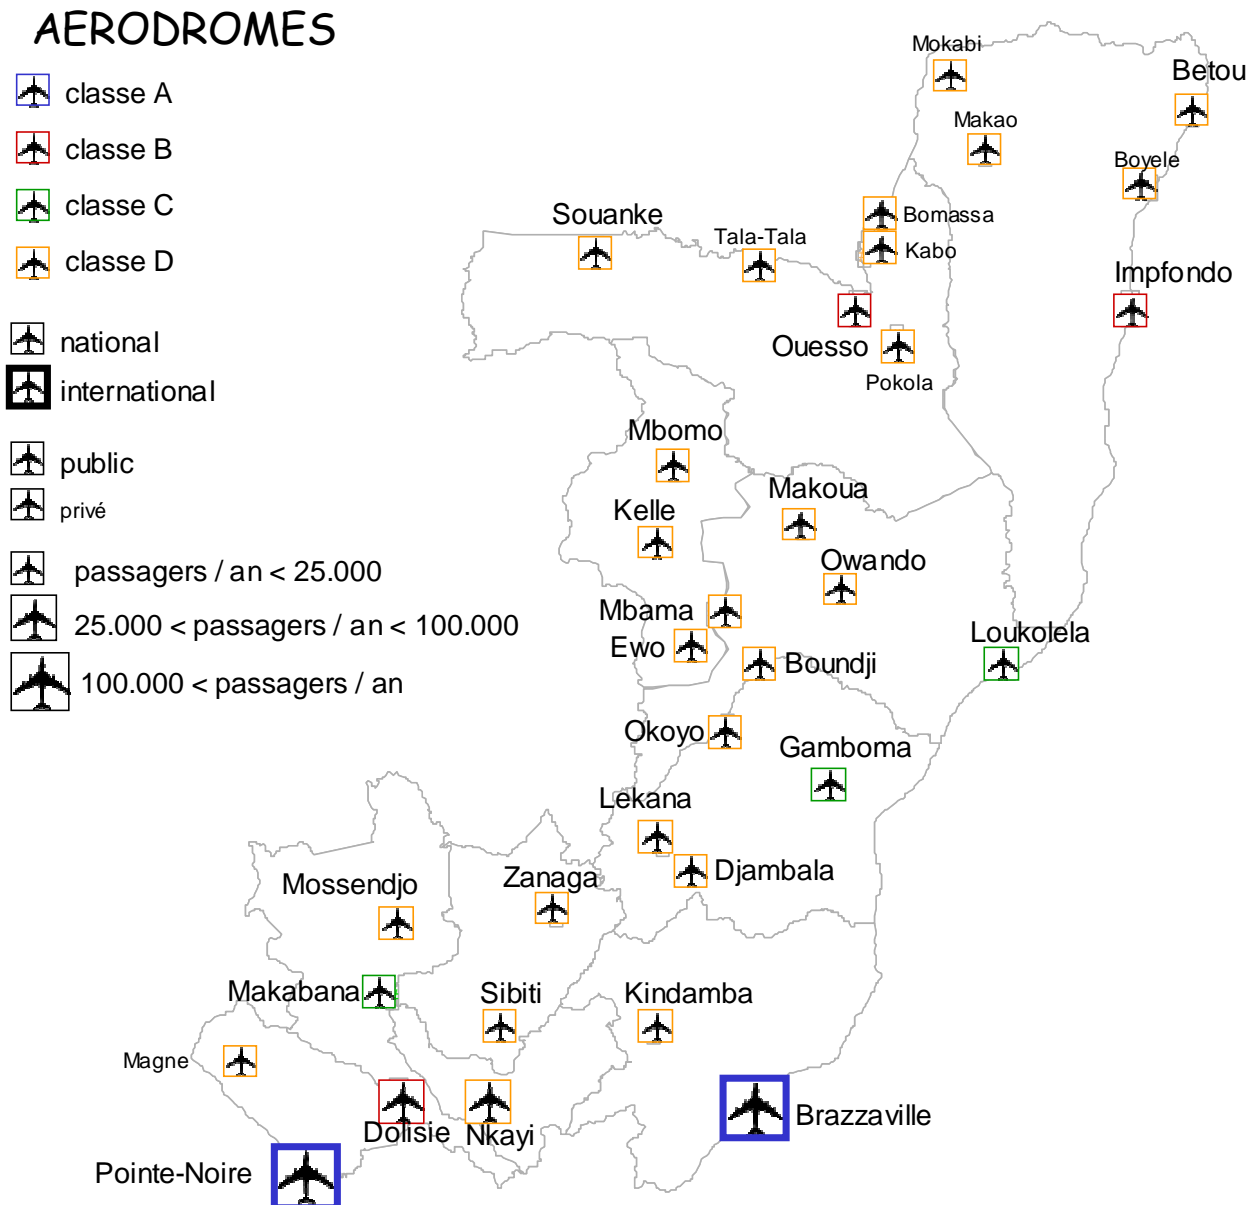 AERODROMES
classe A
classe B
classe C
classe D
national
international
public
privé
passagers / an < 25.000
25.000 < passagers / an < 100.000
100.000 < passagers / an
Mokabi
Betou
Makao
Boyele
Souanke
Bomassa
Tala-Tala
Kabo
Impfondo
Ouesso
Pokola
Mbomo
Makoua
Kelle
Owando
Mbama
Ewo
Loukolela
Boundji
Okoyo
Gamboma
Lekana
Djambala
Zanaga
Mossendjo
Makabana
Sibiti
Kindamba
Magne
Brazzaville
Dolisie
Nkayi
Pointe-Noire